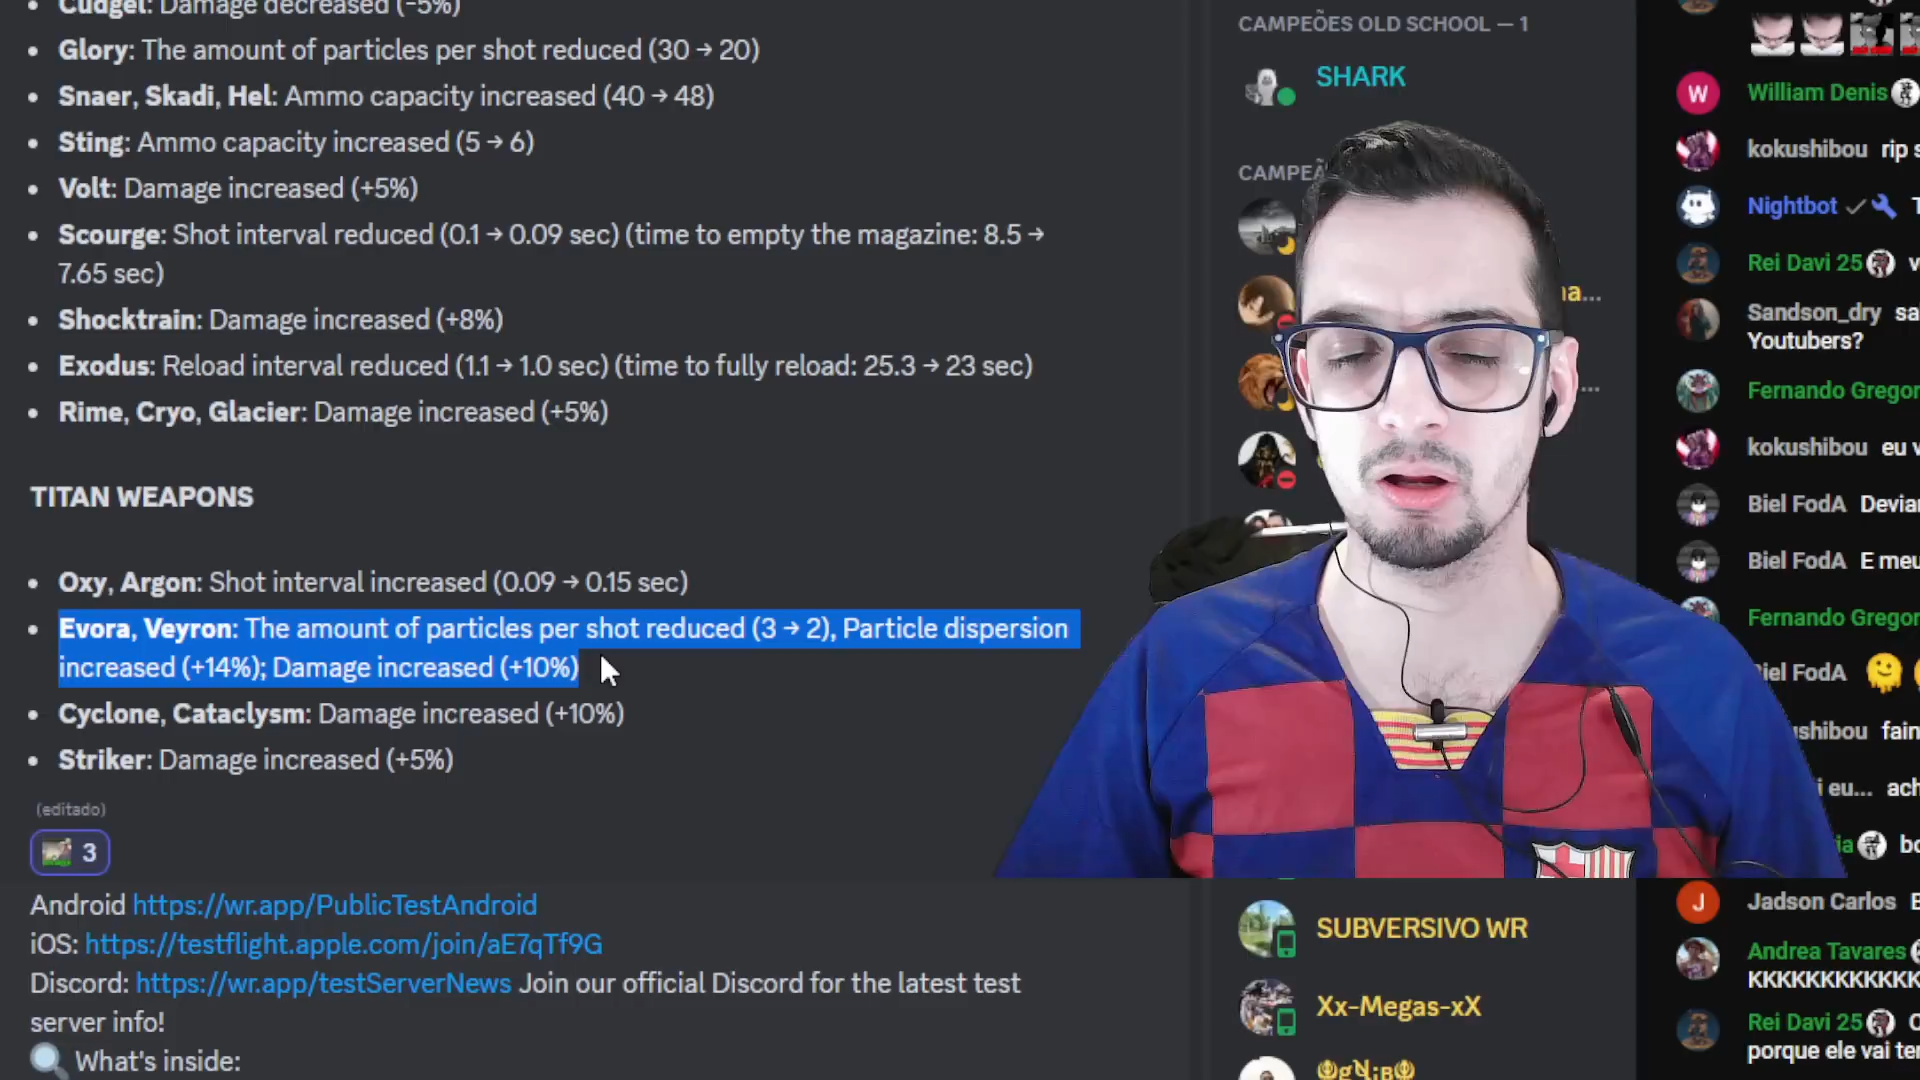 Cudgel: Damage decreased (-5%)
Glory: The amount of particles per shot reduced (30 → 20)
Snaer, Skadi, Hel: Ammo capacity increased (40 → 48)
Sting: Ammo capacity increased (5 → 6)
Volt: Damage increased (+5%)
Scourge: Shot interval reduced (0.1 → 0.09 sec) (time to empty the magazine: 8.5 →
7.65 sec)
Shocktrain: Damage increased (+8%)
Exodus: Reload interval reduced (1.1 → 1.0 sec) (time to fully reload: 25.3 → 23 sec)
Rime, Cryo, Glacier: Damage increased (+5%)
TITAN WEAPONS
Oxy, Argon: Shot interval increased (0.09 → 0.15 sec)
Evora, Veyron: The amount of particles per shot reduced (3 → 2), Particle dispersion
increased (+14%); Damage increased (+10%)
Cyclone, Cataclysm: Damage increased (+10%)
Striker: Damage increased (+5%)
(editado)
3
Android https://wr.app/PublicTestAndroid
iOS: https://testflight.apple.com/join/aE7qTf9G
Discord: https://wr.app/testServerNews Join our official Discord for the latest test
server info!
What's inside:
CAMPEÕES OLD SCHOOL — 1
SHARK
SUBVERSIVO WR
Xx-Megas-xX
W William Denis
kokushibou rip
Nightbot
Rei Davi 25
Sandson_dry
Youtubers?
Fernando Gregor
kokushibou eu
Biel FodA
Biel FodA E
Fernando Gregor
Biel FodA
J Jadson Carlos
Andrea Tavares
KKKKKKKKKKKK
Rei Davi 25
porque ele vai